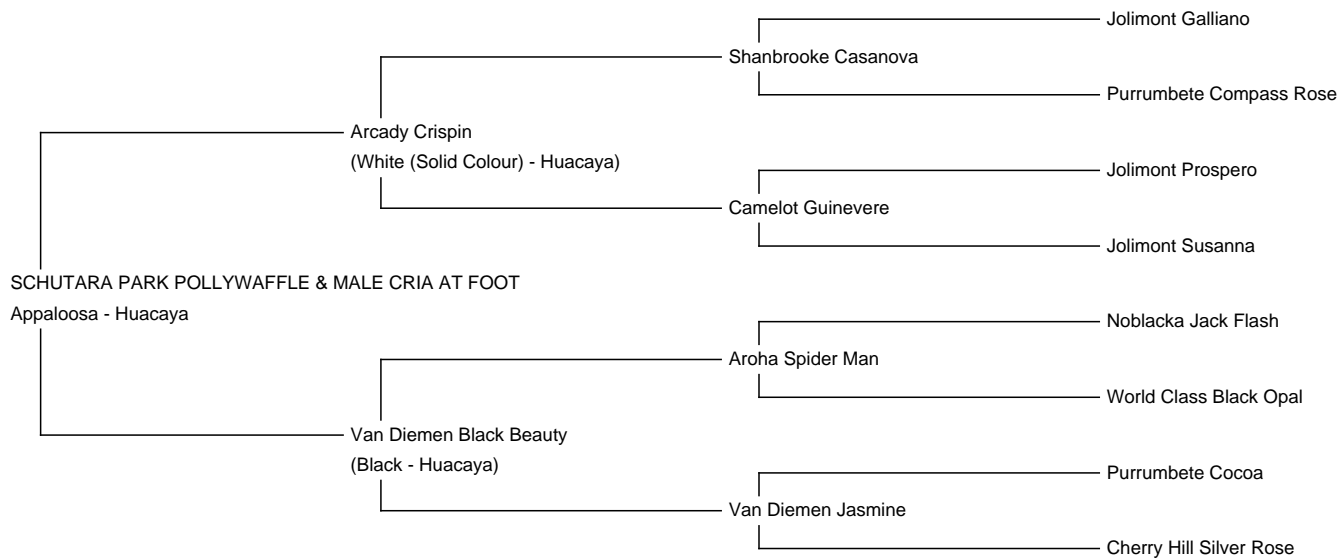 Jolimont Galliano
Shanbrooke Casanova
Purrumbete Compass Rose
Arcady Crispin
(White (Solid Colour) - Huacaya)
Jolimont Prospero
Camelot Guinevere
Jolimont Susanna
SCHUTARA PARK POLLYWAFFLE & MALE CRIA AT FOOT
Appaloosa - Huacaya
Noblacka Jack Flash
Aroha Spider Man
World Class Black Opal
Van Diemen Black Beauty
(Black - Huacaya)
Purrumbete Cocoa
Van Diemen Jasmine
Cherry Hill Silver Rose